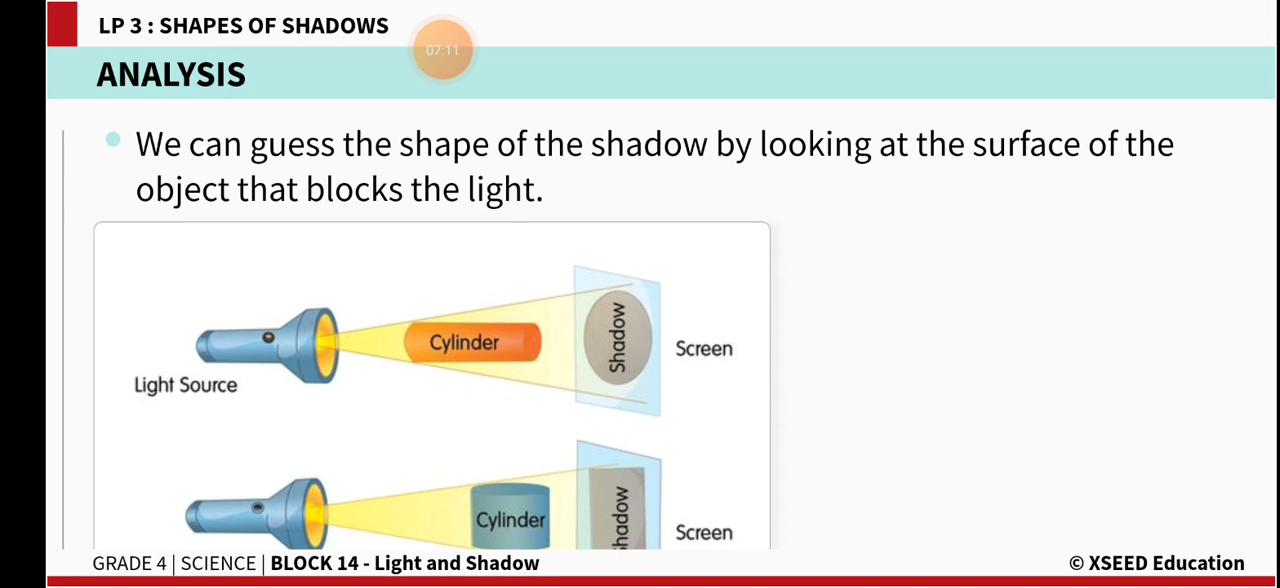 LP 3 : SHAPES OF SHADOWS
07:11
ANALYSIS
We can guess the shape of the shadow by looking at the surface of the
object that blocks the light.
Shadow
Cylinder
Screen
Light Source
Cylinder
Shadow
Screen
GRADE 4 | SCIENCE | BLOCK 14 - Light and Shadow
© XSEED Education